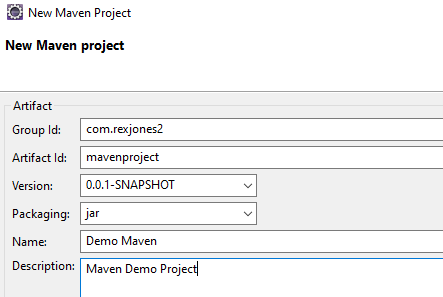 New Maven Project
New Maven project
Artifact
Group Id: com.rexjones2
Artifact Id: mavenproject
Version: 0.0.1-SNAPSHOT
Packaging: jar
Name: Demo Maven
Description: Maven Demo Project